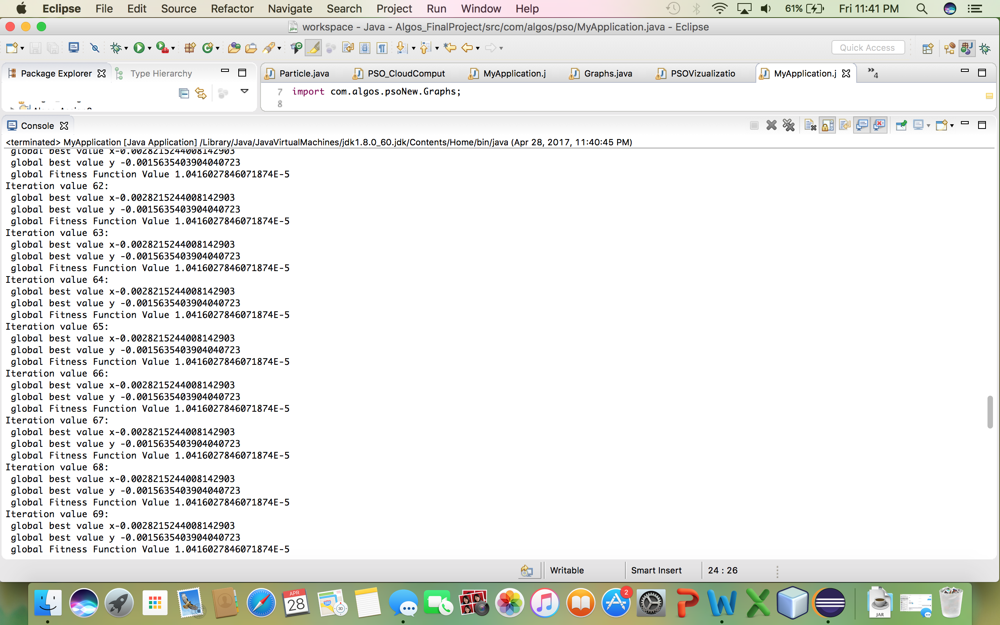 Eclipse File Edit Source Refactor Navigate Search Project Run Window Help 61% Fri 11:41 PM
workspace - Java - Algos_FinalProject/src/com/algos/pso/MyApplication.java - Eclipse
Quick Access
Package Explorer Type Hierarchy
Particle.java PSO_CloudComput MyApplication.j Graphs.java PSOVizualizatio MyApplication.j »4
7 import com.algos.psoNew.Graphs;
8
Console
<terminated> MyApplication [Java Application] /Library/Java/JavaVirtualMachines/jdk1.8.0_60.jdk/Contents/Home/bin/java (Apr 28, 2017, 11:40:45 PM)
global best value x-0.0028215244008142903
global best value y -0.0015635403904040723
global Fitness Function Value 1.0416027846071874E-5
Iteration value 62:
global best value x-0.0028215244008142903
global best value y -0.0015635403904040723
global Fitness Function Value 1.0416027846071874E-5
Iteration value 63:
global best value x-0.0028215244008142903
global best value y -0.0015635403904040723
global Fitness Function Value 1.0416027846071874E-5
Iteration value 64:
global best value x-0.0028215244008142903
global best value y -0.0015635403904040723
global Fitness Function Value 1.0416027846071874E-5
Iteration value 65:
global best value x-0.0028215244008142903
global best value y -0.0015635403904040723
global Fitness Function Value 1.0416027846071874E-5
Iteration value 66:
global best value x-0.0028215244008142903
global best value y -0.0015635403904040723
global Fitness Function Value 1.0416027846071874E-5
Iteration value 67:
global best value x-0.0028215244008142903
global best value y -0.0015635403904040723
global Fitness Function Value 1.0416027846071874E-5
Iteration value 68:
global best value x-0.0028215244008142903
global best value y -0.0015635403904040723
global Fitness Function Value 1.0416027846071874E-5
Iteration value 69:
global best value x-0.0028215244008142903
global best value y -0.0015635403904040723
global Fitness Function Value 1.0416027846071874E-5
Writable Smart Insert 24 : 26
APR
28
280
3D
2
JAR